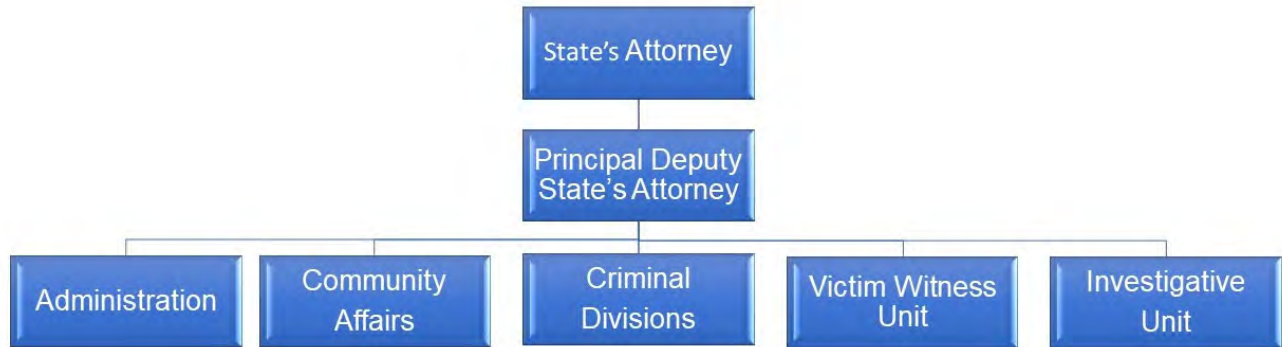 State's Attorney
Principal Deputy
State's Attorney
Administration
Community
Affairs
Criminal
Divisions
Victim Witness
Unit
Investigative
Unit